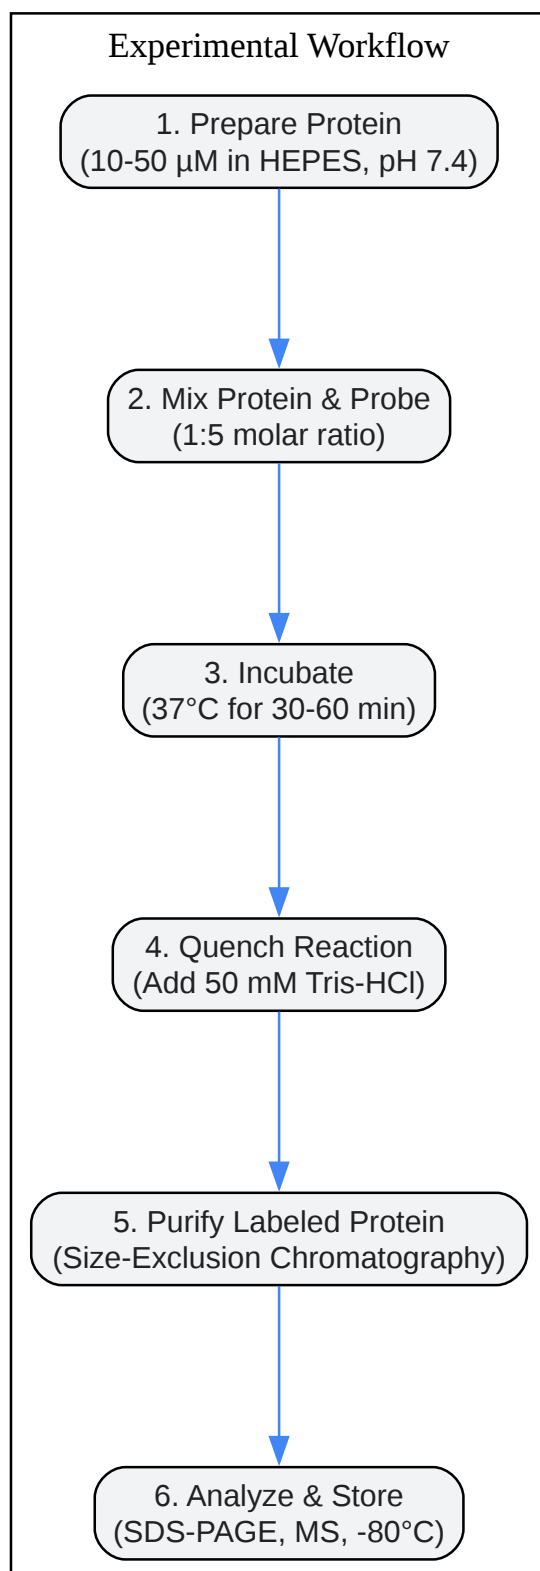 Experimental Workflow
1. Prepare Protein
(10-50 µM in HEPES, pH 7.4)
2. Mix Protein & Probe
(1:5 molar ratio)
3. Incubate
(37°C for 30-60 min)
4. Quench Reaction
(Add 50 mM Tris-HCl)
5. Purify Labeled Protein
(Size-Exclusion Chromatography)
6. Analyze & Store
(SDS-PAGE, MS, -80°C)